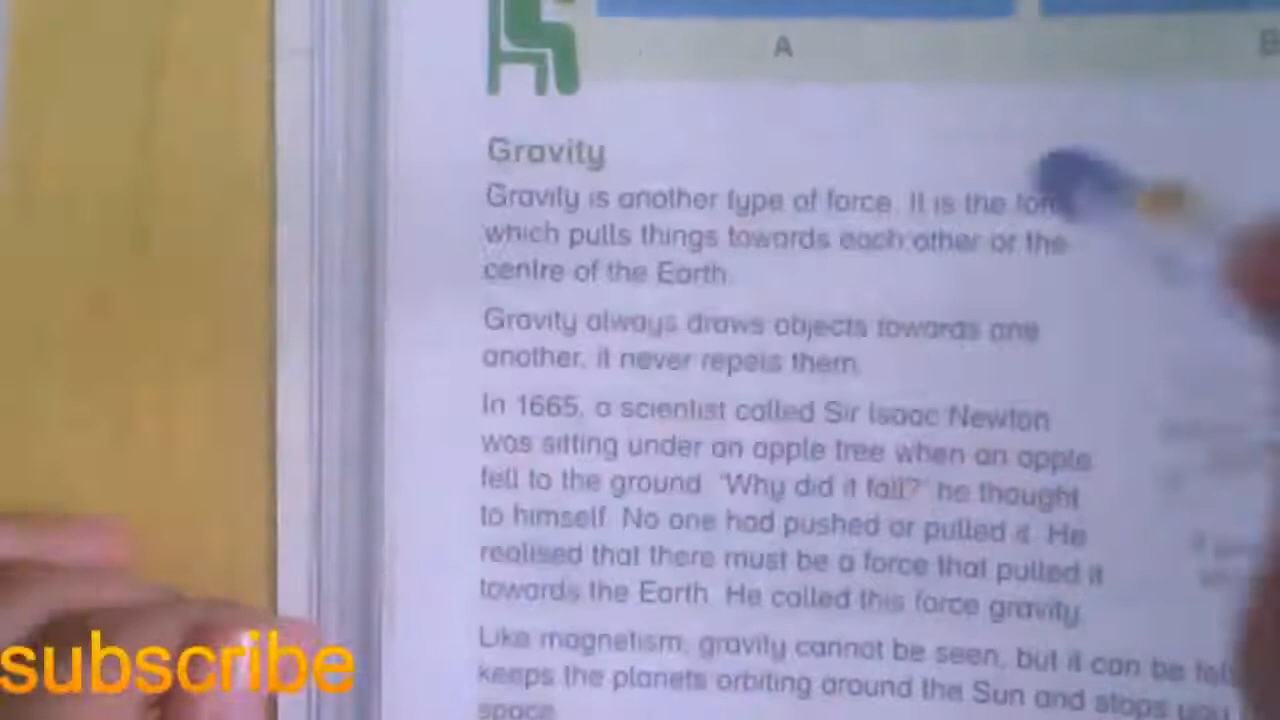 A
Gravity
Gravity is another type of force. It is the
which pulls things towards each other or the
centre of the Earth.
Gravity always draws objects towards one
another, it never repels them.
In 1665, a scientist called Sir Isaac Newton
was sitting under an apple tree when an apple
fell to the ground. 'Why did it fall?' he thought
to himself. No one had pushed or pulled it. He
realised that there must be a force that pulled it
towards the Earth. He called this force gravity.
Like magnetism, gravity cannot be seen, but it can be
keeps the planets orbiting around the Sun and stops you
space.
subscribe